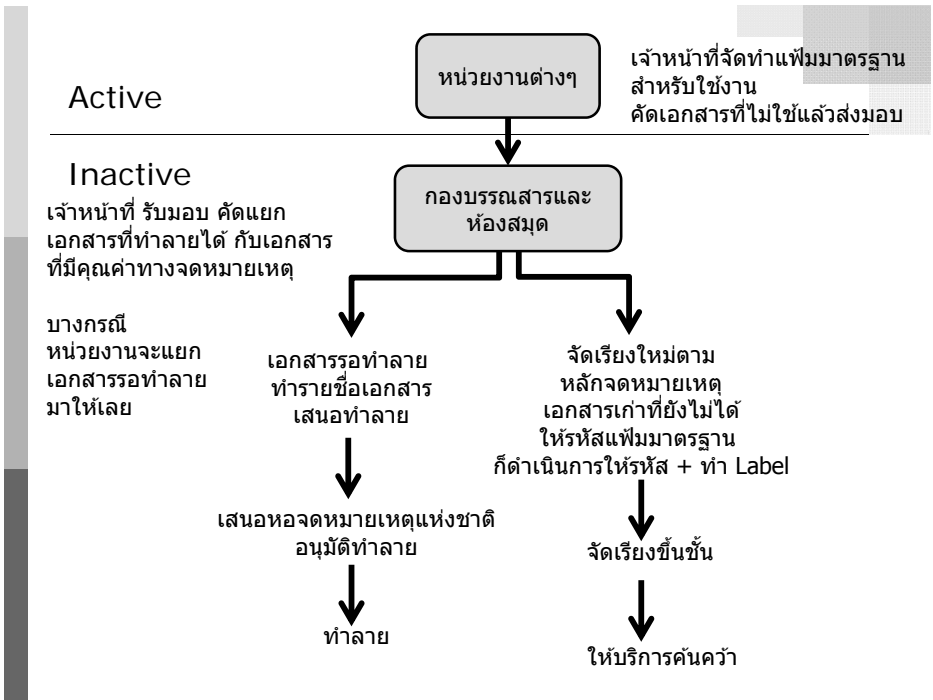 Active
หน่วยงานต่างๆ
เจ้าหน้าที่จัดทำแฟ้มมาตรฐาน
สำหรับใช้งาน
คัดเอกสารที่ไม่ใช้แล้วส่งมอบ
Inactive
เจ้าหน้าที่ รับมอบ คัดแยก
เอกสารที่ทำลายได้ กับเอกสาร
ที่มีคุณค่าทางจดหมายเหตุ
บางกรณี
หน่วยงานจะแยก
เอกสารรอทำลาย
มาให้เลย
กองบรรณสารและ
ห้องสมุด
เอกสารรอทำลาย
ทำรายชื่อเอกสาร
เสนอทำลาย
เสนอหอจดหมายเหตุแห่งชาติ
อนุมัติทำลาย
ทำลาย
จัดเรียงใหม่ตาม
หลักจดหมายเหตุ
เอกสารเก่าที่ยังไม่ได้
ให้รหัสแฟ้มมาตรฐาน
ก็ดำเนินการให้รหัส + ทำ Label
จัดเรียงขึ้นชั้น
ให้บริการค้นคว้า